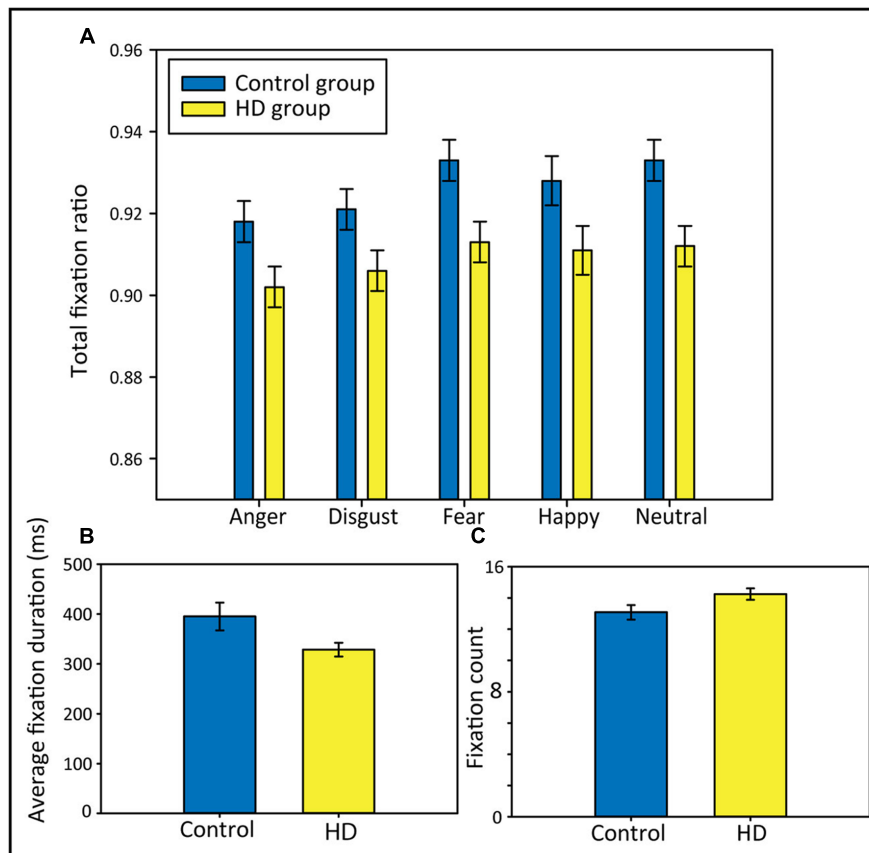 A
Total fixation ratio
0.96
0.94
0.92
0.90
0.88
0.86
Control group
HD group
Anger Disgust Fear Happy Neutral
B
Average fixation duration (ms)
500
400
300
200
100
0
Control HD
C
Fixation count
16
8
0
Control HD